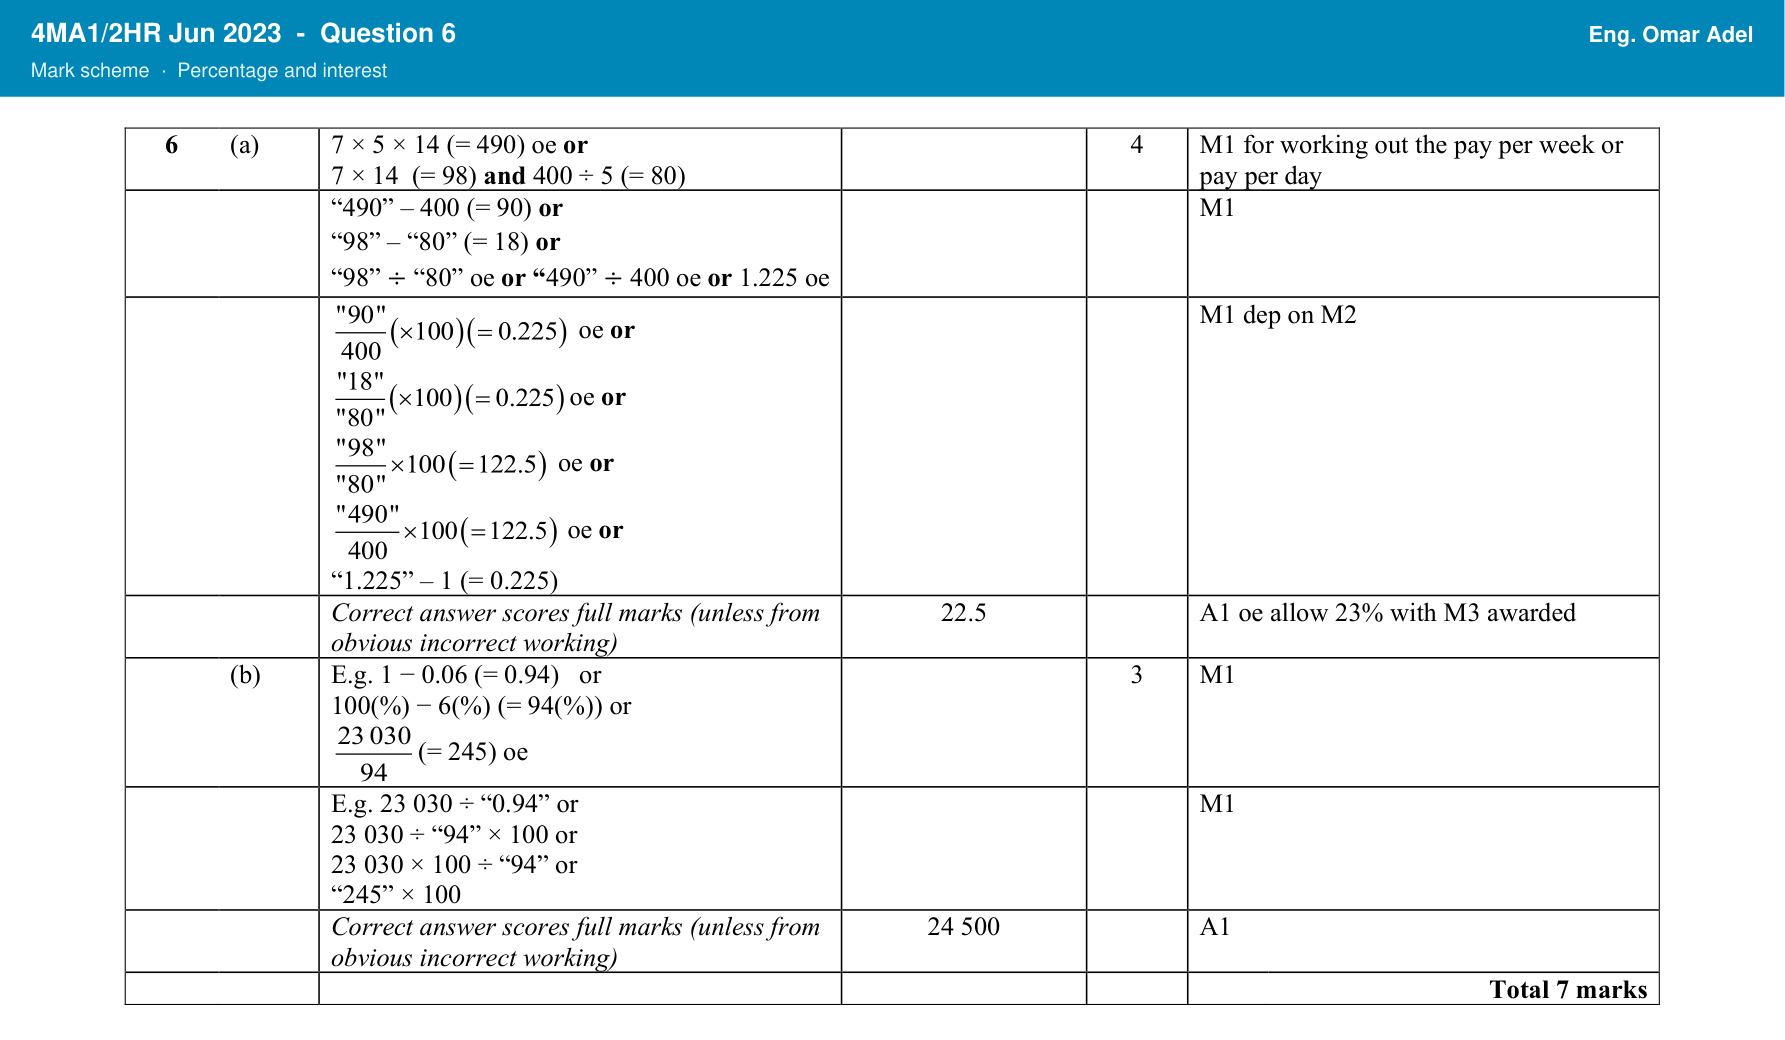 4MA1/2HR Jun 2023 - Question 6
Eng. Omar Adel
Mark scheme · Percentage and interest
6 (a) 7 × 5 × 14 (= 490) oe or 4 M1 for working out the pay per week or
7 × 14 (= 98) and 400 ÷ 5 (= 80) pay per day
“490” – 400 (= 90) or M1
“98” – “80” (= 18) or
“98” ÷ “80” oe or “490” ÷ 400 oe or 1.225 oe
"90"/400 (×100)(= 0.225) oe or M1 dep on M2
"18"/"80" (×100)(= 0.225) oe or
"98"/"80" ×100(=122.5) oe or
"490"/400 ×100(=122.5) oe or
“1.225” – 1 (= 0.225)
Correct answer scores full marks (unless from 22.5 A1 oe allow 23% with M3 awarded
obvious incorrect working)
(b) E.g. 1 − 0.06 (= 0.94) or 3 M1
100(%) − 6(%) (= 94(%)) or
23 030/94 (= 245) oe
E.g. 23 030 ÷ “0.94” or M1
23 030 ÷ “94” × 100 or
23 030 × 100 ÷ “94” or
“245” × 100
Correct answer scores full marks (unless from 24 500 A1
obvious incorrect working)
Total 7 marks